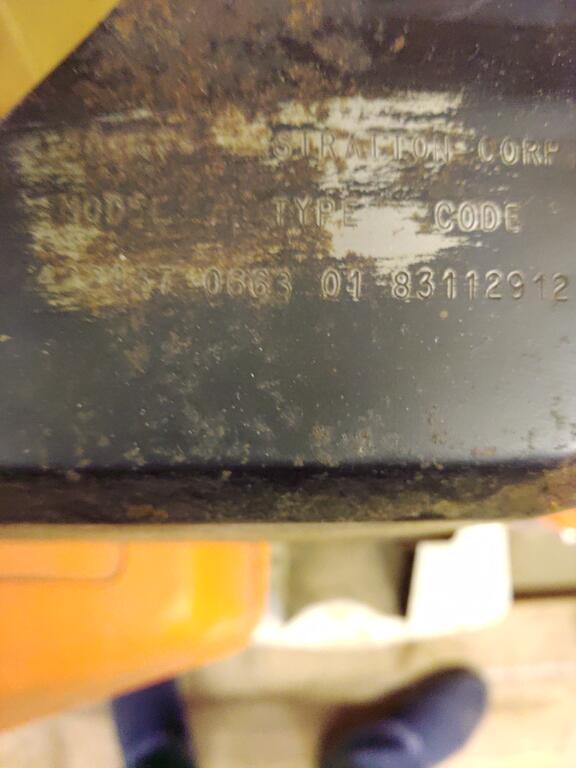 STRATTON CORP
MODEL TYPE CODE
0663 01 83112912